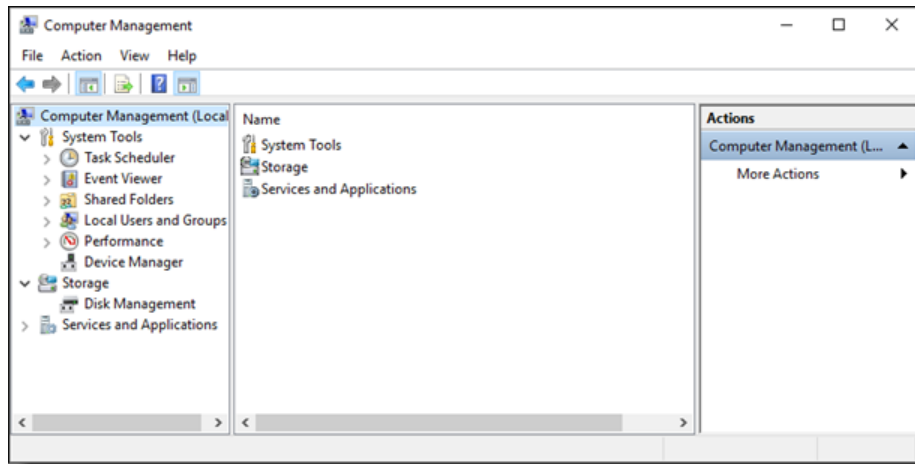 Computer Management
File Action View Help
Computer Management (Local
System Tools
Task Scheduler
Event Viewer
Shared Folders
Local Users and Groups
Performance
Device Manager
Storage
Disk Management
Services and Applications
Name
System Tools
Storage
Services and Applications
Actions
Computer Management (L...
More Actions